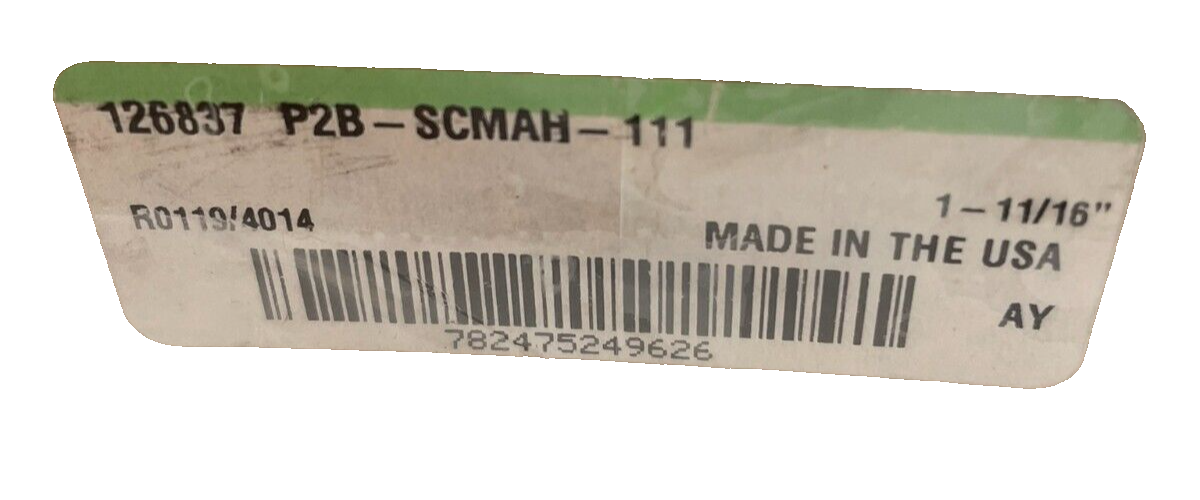 126837 P2B-SCMAH-111
1-11/16"
R0119/4014
MADE IN THE USA
AY
782475249626